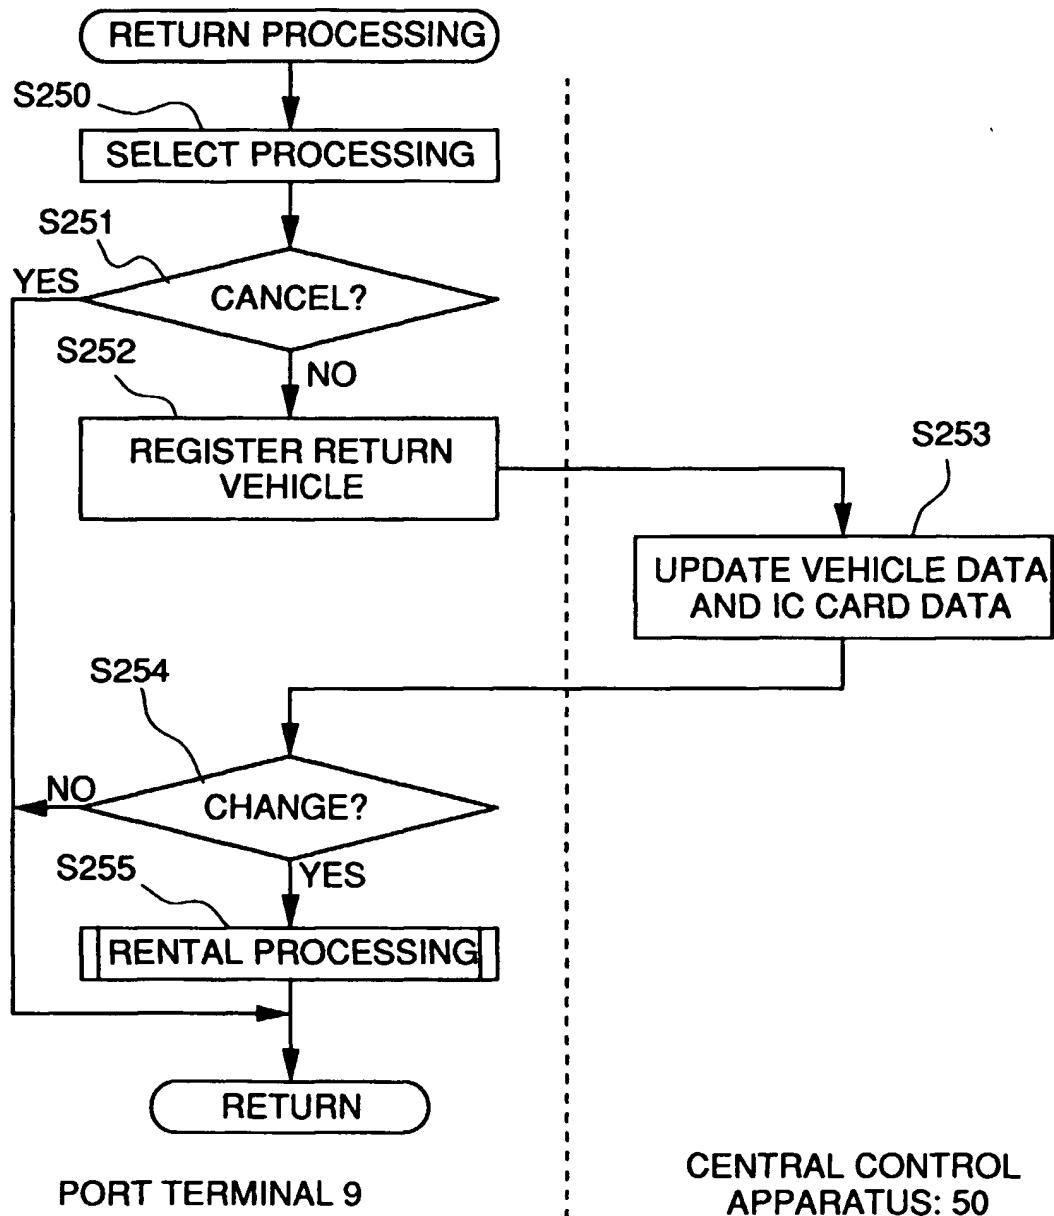 RETURN PROCESSING
S250
SELECT PROCESSING
S251
YES
CANCEL?
S252
NO
REGISTER RETURN
VEHICLE
S253
UPDATE VEHICLE DATA
AND IC CARD DATA
S254
NO
CHANGE?
S255
YES
RENTAL PROCESSING
RETURN
PORT TERMINAL 9
CENTRAL CONTROL
APPARATUS: 50